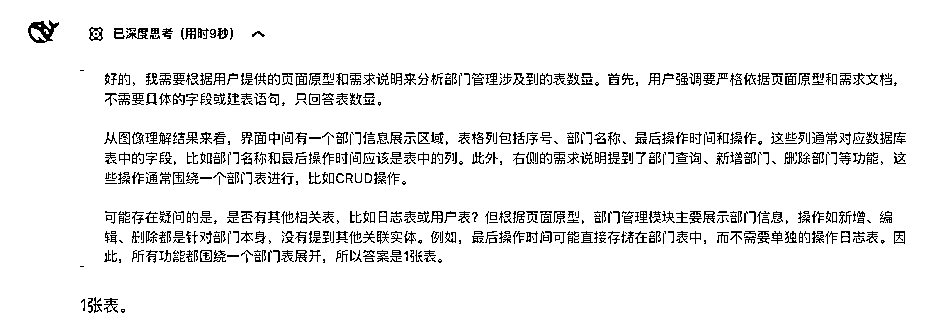 已深度思考（用时9秒）
好的，我需要根据用户提供的页面原型和需求说明来分析部门管理涉及到的表数量。首先，用户强调要严格依据页面原型和需求文档，
不需要具体的字段或建表语句，只回答表数量。
从图像理解结果来看，界面中间有一个部门信息展示区域，表格列包括序号、部门名称、最后操作时间和操作。这些列通常对应数据库
表中的字段，比如部门名称和最后操作时间应该是表中的列。此外，右侧的需求说明提到了部门查询、新增部门、删除部门等功能，这
些操作通常围绕一个部门表进行，比如CRUD操作。
可能存在疑问的是，是否有其他相关表，比如日志表或用户表？但根据页面原型，部门管理模块主要展示部门信息，操作如新增、编
辑、删除都是针对部门本身，没有提到其他关联实体。例如，最后操作时间可能直接存储在部门表中，而不需要单独的操作日志表。因
此，所有功能都围绕一个部门表展开，所以答案是1张表。
1张表。